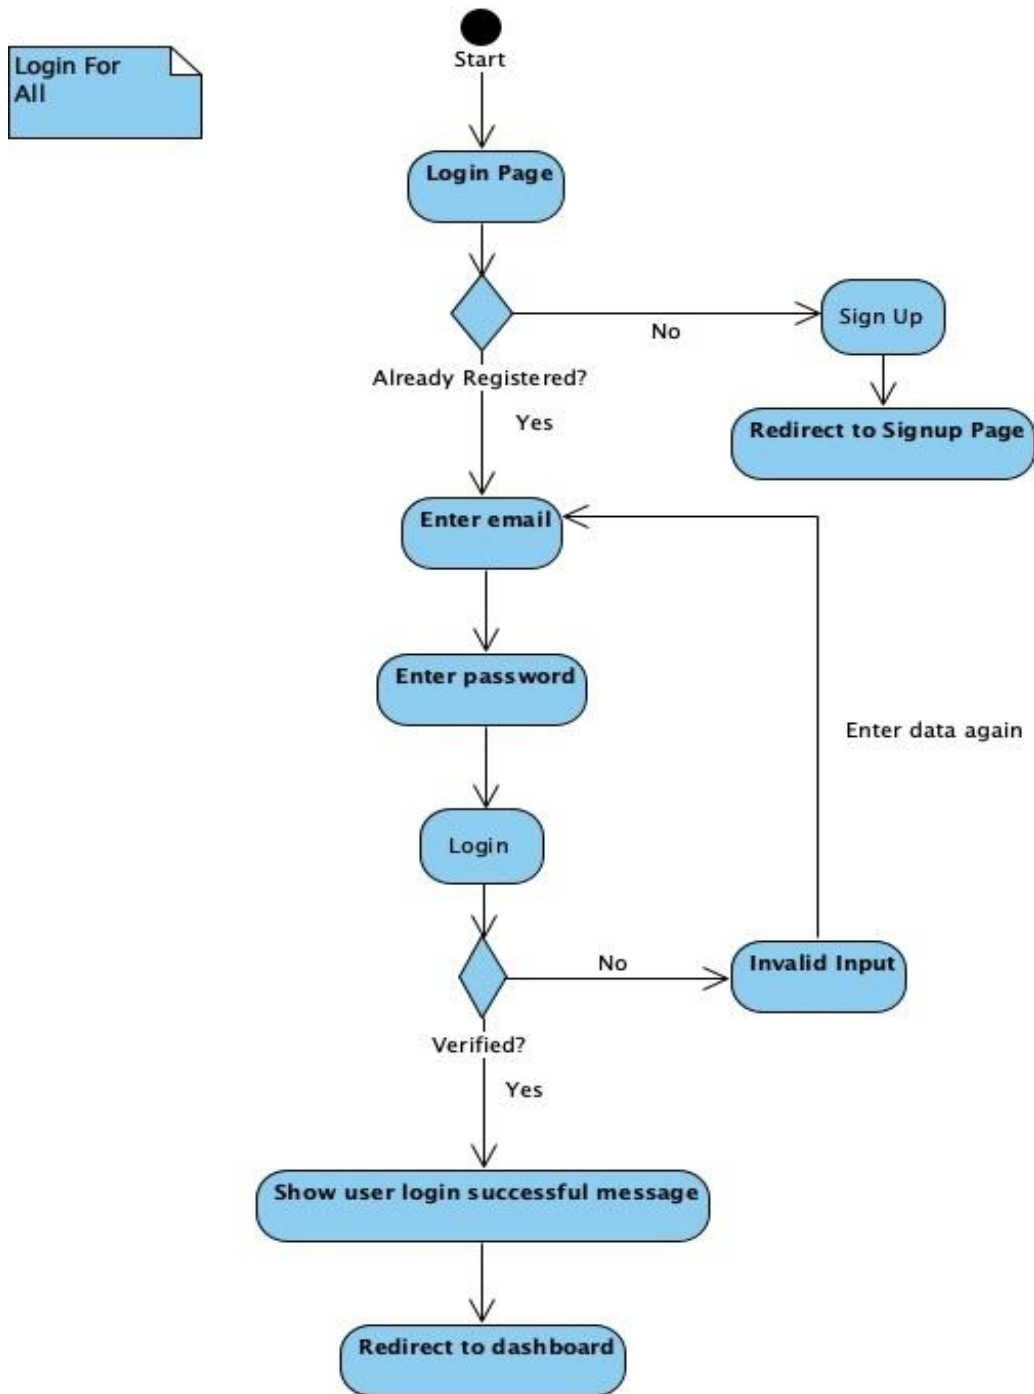 Start
Login For
All
Login Page
Sign Up
No
Already Registered?
Yes
Redirect to Signup Page
Enter email
Enter password
Enter data again
Login
Invalid Input
No
Verified?
Yes
Show user login successful message
Redirect to dashboard